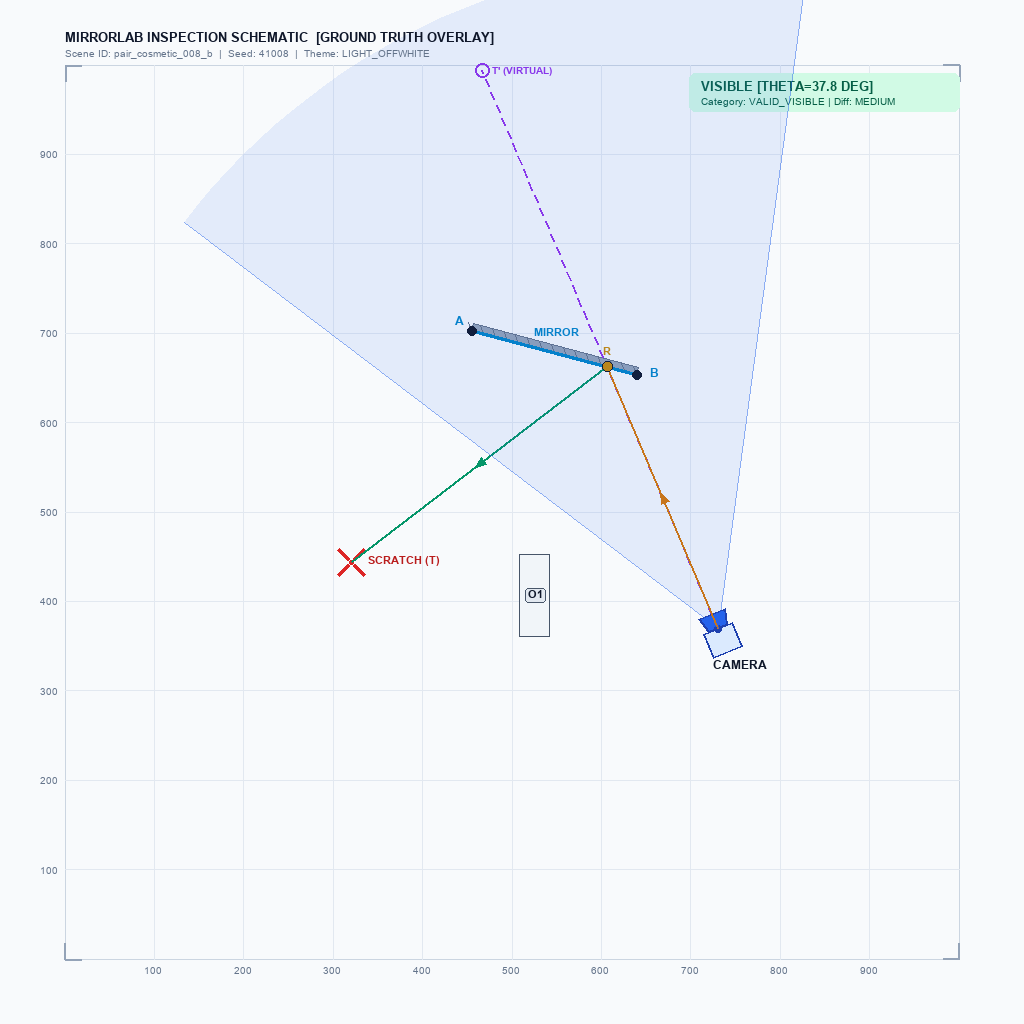 MIRRORLAB INSPECTION SCHEMATIC [GROUND TRUTH OVERLAY]
Scene ID: pair_cosmetic_008_b | Seed: 41008 | Theme: LIGHT_OFFWHITE
T' (VIRTUAL)
VISIBLE [THETA=37.8 DEG]
Category: VALID_VISIBLE | Diff: MEDIUM
900
800
A
MIRROR
700
R
B
600
500
SCRATCH (T)
O1
400
CAMERA
300
200
100
100 200 300 400 500 600 700 800 900